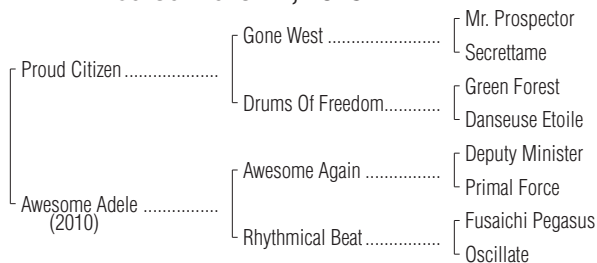 Mr. Prospector
Gone West
Secrettame
Proud Citizen
Green Forest
Drums Of Freedom
Danseuse Etoile
Deputy Minister
Awesome Again
Primal Force
Awesome Adele
(2010)
Fusaichi Pegasus
Rhythmical Beat
Oscillate